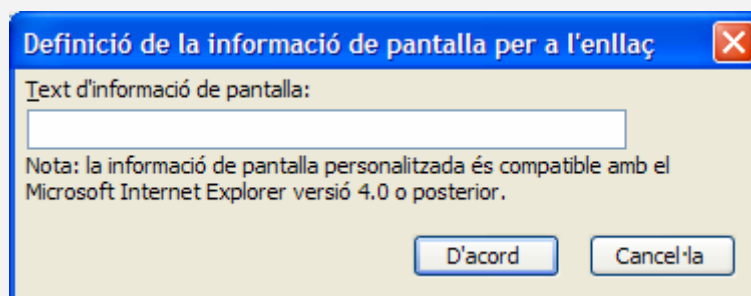 Definició de la informació de pantalla per a l'enllaç
Text d'informació de pantalla:
Nota: la informació de pantalla personalitzada és compatible amb el
Microsoft Internet Explorer versió 4.0 o posterior.
D'acord
Cancel·la